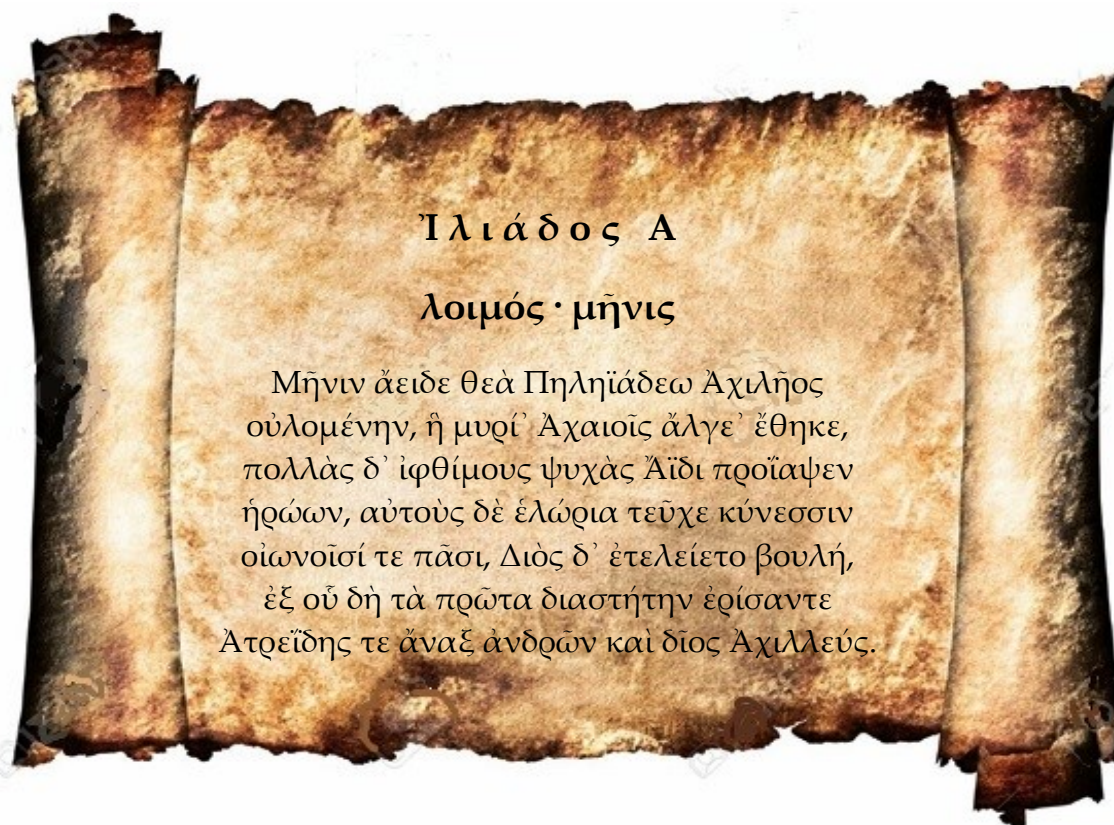 Ἰλιάδος Α
λοιμός · μῆνις
Μῆνιν ἄειδε θεὰ Πηληϊάδεω Ἀχιλῆος
οὐλομένην, ἣ μυρί᾽ Ἀχαιοῖς ἄλγε᾽ ἔθηκε,
πολλὰς δ᾽ ἰφθίμους ψυχὰς Ἄϊδι προΐαψεν
ἡρώων, αὐτοὺς δὲ ἑλώρια τεῦχε κύνεσσιν
οἰωνοῖσί τε πᾶσι, Διὸς δ᾽ ἐτελείετο βουλή,
ἐξ οὗ δὴ τὰ πρῶτα διαστήτην ἐρίσαντε
Ἀτρεΐδης τε ἄναξ ἀνδρῶν καὶ δῖος Ἀχιλλεύς.